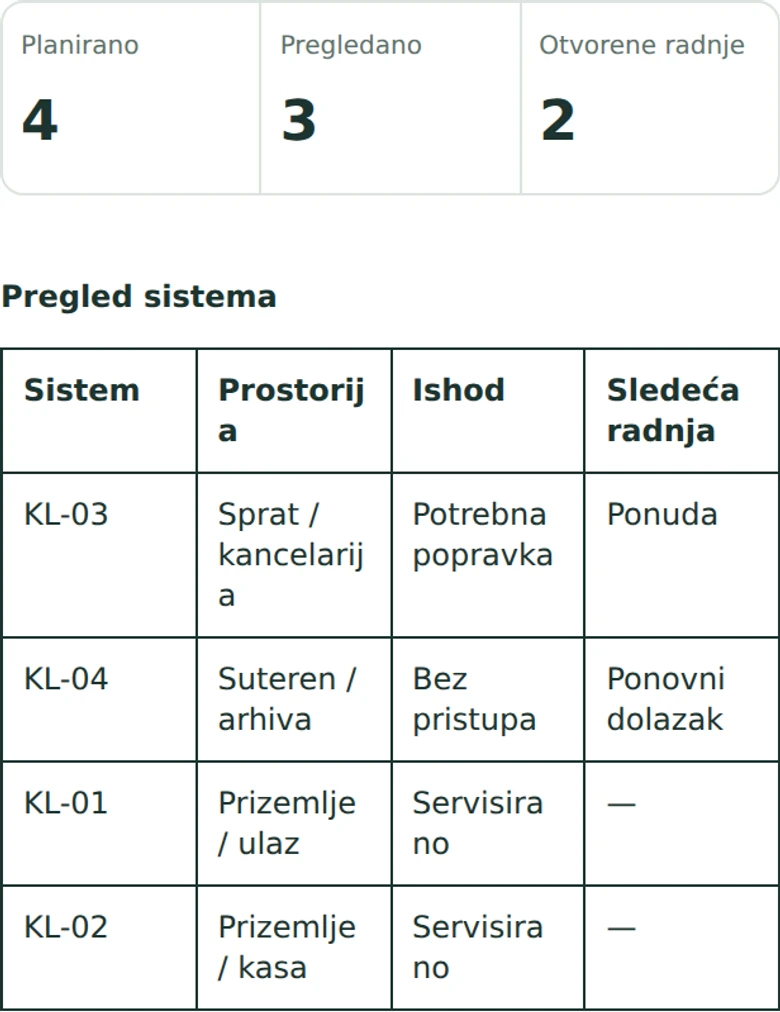 Planirano
4
Pregledano
3
Otvorene radnje
2
Pregled sistema
Sistem
Prostorij
a
Ishod
Sledeća
radnja
KL-03
Sprat /
kancelarij
a
Potrebna
popravka
Ponuda
KL-04
Suteren /
arhiva
Bez
pristupa
Ponovni
dolazak
KL-01
Prizemlje
/ ulaz
Servisira
no
—
KL-02
Prizemlje
/ kasa
Servisira
no
—